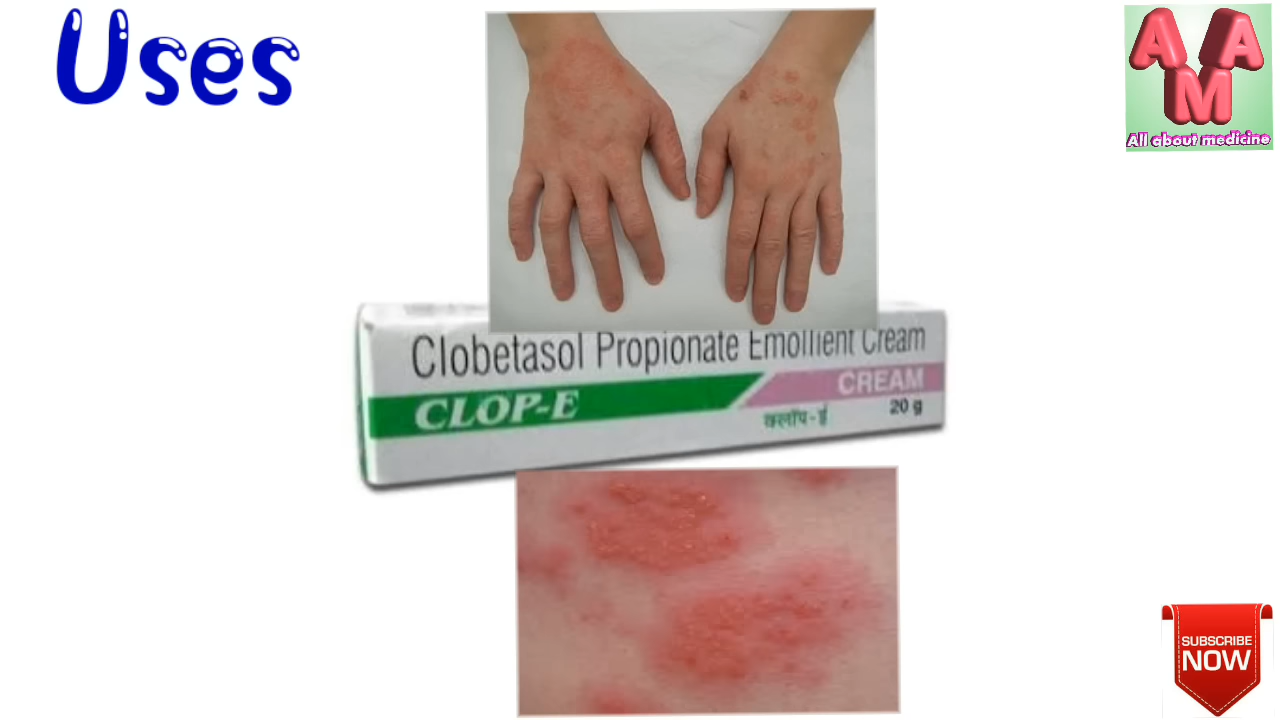 Uses
A A
M
All about medicine
Clobetasol Propionate Emollient Cream
CLOP-E
CREAM
क्लॉप-ई
20 g
SUBSCRIBE
NOW